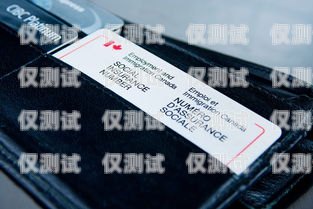 CIBC Platinum
Employment and
Immigration Canada
SOCIAL
INSURANCE
NUMBER
Emploi et
Immigration Canada
NUMÉRO
D'ASSURANCE
SOCIALE
仅测试 仅测试 仅测试 仅测试
仅测试 仅测试 仅测试 仅测试
仅测试 仅测试 仅测试 仅测试
仅测试 仅测试 仅测试 仅测试